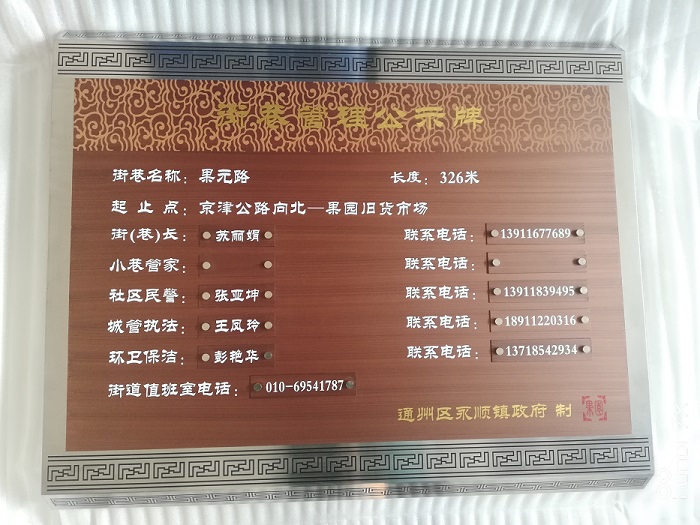 街巷管理公示牌
街巷名称：果元路 长度：326米
起止点：京津公路向北—果园旧货市场
街(巷)长：苏丽娟 联系电话：13911677689
小巷管家： 联系电话：
社区民警：张亚坤 联系电话：13911839495
城管执法：王凤玲 联系电话：18911220316
环卫保洁：彭艳华 联系电话：13718542934
街道值班室电话：010-69541787
通州区永顺镇政府 制